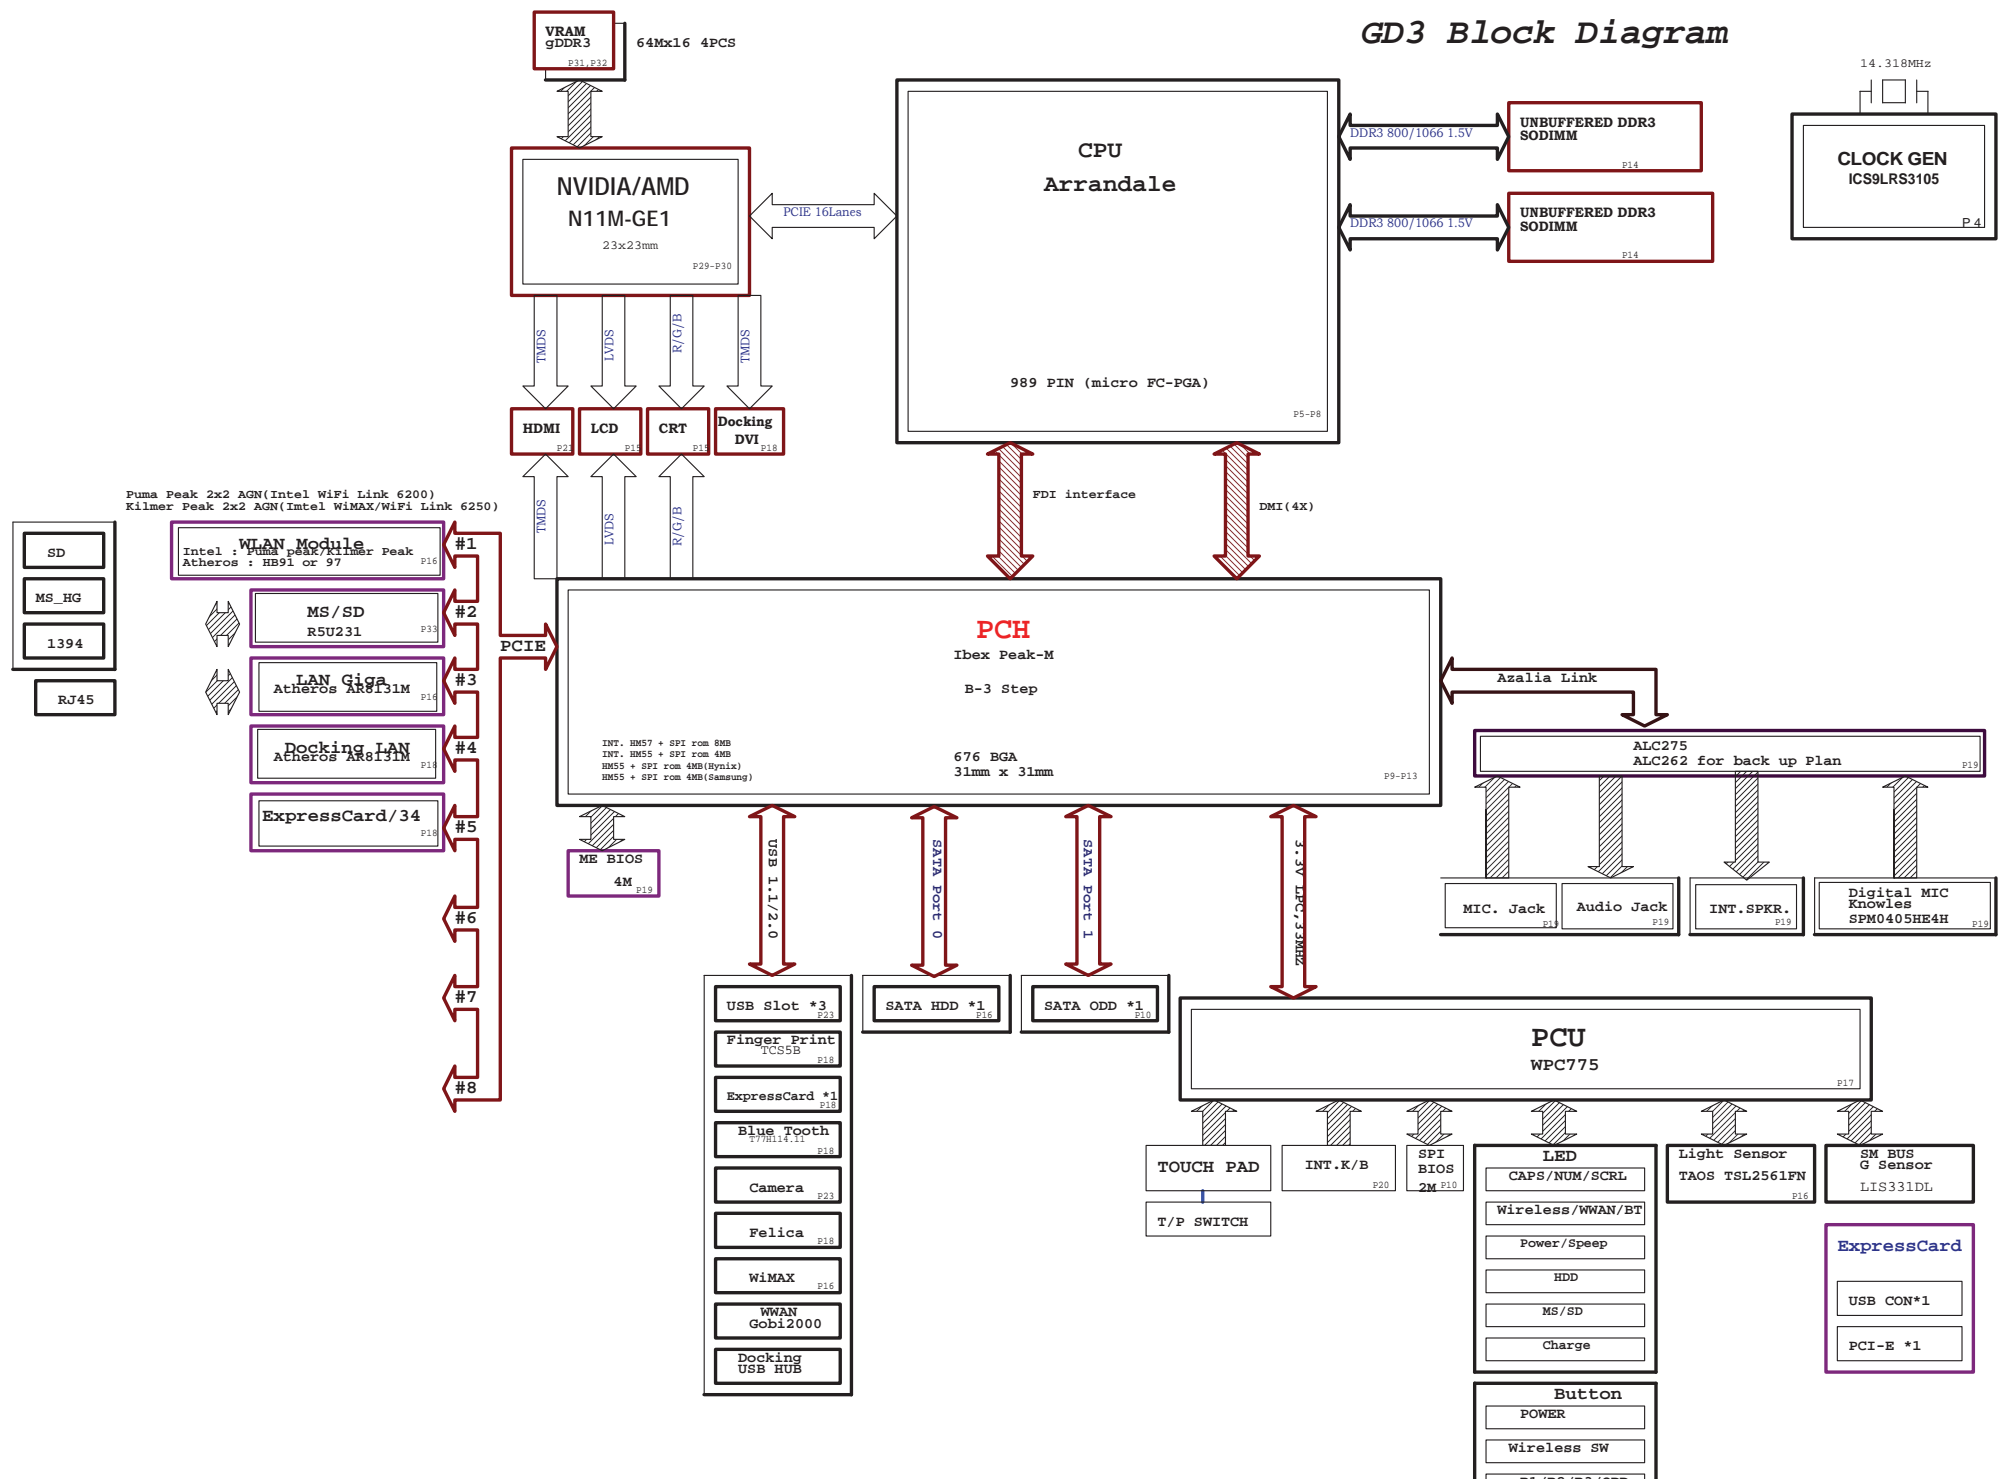 GD3 Block Diagram
VRAM
gDDR3
P31,P32
64Mx16 4PCS
14.318MHz
CLOCK GEN
ICS9LRS3105
P 4
NVIDIA/AMD
N11M-GE1
23x23mm
P29-P30
PCIE 16Lanes
CPU
Arrandale
989 PIN (micro FC-PGA)
P5-P8
DDR3 800/1066 1.5V
UNBUFFERED DDR3
SODIMM
P14
DDR3 800/1066 1.5V
UNBUFFERED DDR3
SODIMM
P14
TMDS
LVDS
R/G/B
TMDS
HDMI
P21
LCD
P15
CRT
P15
Docking
DVI
P18
TMDS
LVDS
R/G/B
FDI interface
DMI(4X)
Puma Peak 2x2 AGN(Intel WiFi Link 6200)
Kilmer Peak 2x2 AGN(Imtel WiMAX/WiFi Link 6250)
SD
MS_HG
1394
RJ45
WLAN Module
Intel : Puma peak/Kilmer Peak
Atheros : HB91 or 97
P16
#1
MS/SD
R5U231
P33
#2
LAN Giga
Atheros AR8131M
P16
#3
Docking LAN
Atheros AR8131M
P18
#4
ExpressCard/34
P18
#5
#6
#7
#8
PCIE
PCH
Ibex Peak-M
B-3 Step
INT. HM57 + SPI rom 8MB
INT. HM55 + SPI rom 4MB
HM55 + SPI rom 4MB(Hynix)
HM55 + SPI rom 4MB(Samsung)
676 BGA
31mm x 31mm
P9-P13
Azalia Link
ALC275
ALC262 for back up Plan
P19
MIC. Jack
P19
Audio Jack
P19
INT.SPKR.
P19
Digital MIC
Knowles
SPM0405HE4H
P19
ME BIOS
4M
P19
USB 1.1/2.0
SATA Port 0
SATA Port 1
3.3V LPC,33MHZ
USB Slot *3
P23
Finger Print
TCS5B
P18
ExpressCard *1
P18
Blue Tooth
T77H114.11
P18
Camera
P23
Felica
P18
WiMAX
P16
WWAN
Gobi2000
Docking
USB HUB
SATA HDD *1
P16
SATA ODD *1
P10
PCU
WPC775
P17
TOUCH PAD
T/P SWITCH
INT.K/B
P20
SPI
BIOS
2M
P10
LED
CAPS/NUM/SCRL
Wireless/WWAN/BT
Power/Speep
HDD
MS/SD
Charge
Light Sensor
TAOS TSL2561FN
P16
SM BUS
G Sensor
LIS331DL
ExpressCard
USB CON*1
PCI-E *1
Button
POWER
Wireless SW